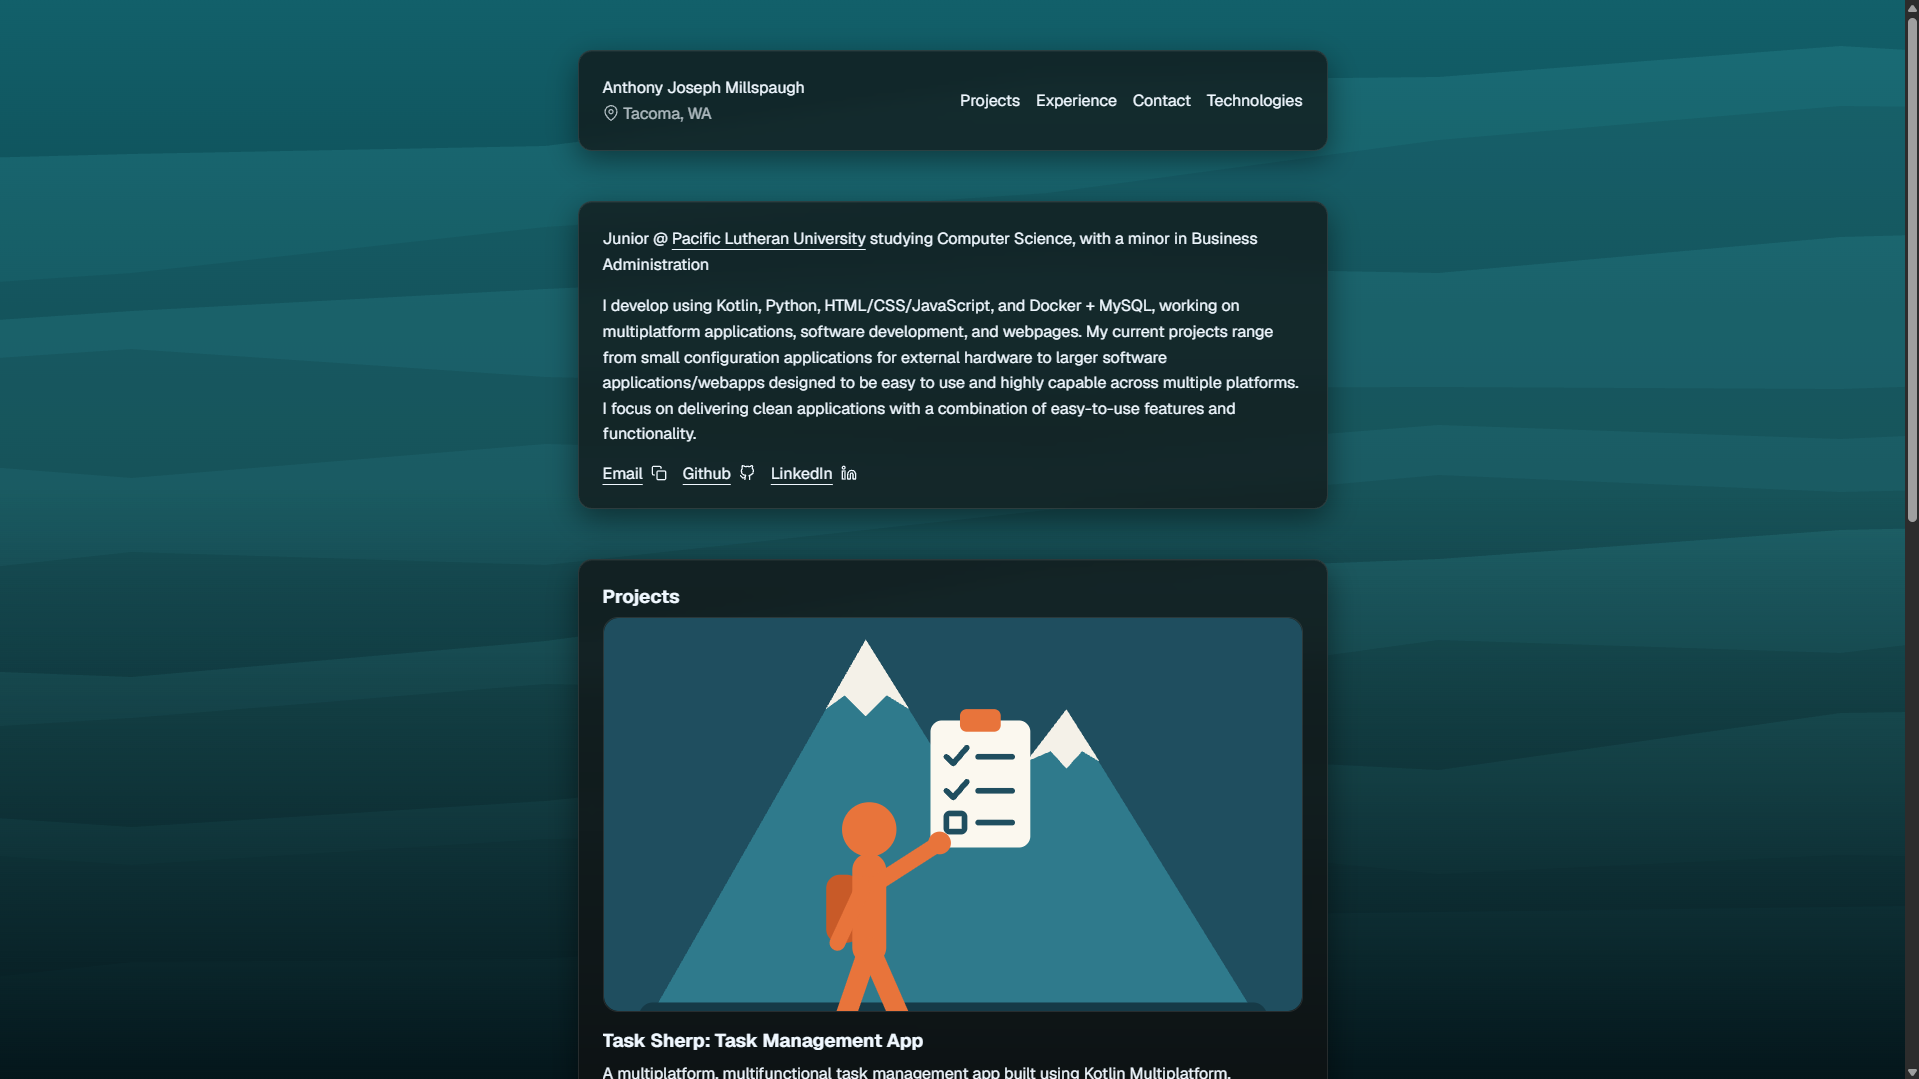 Anthony Joseph Millspaugh
Tacoma, WA
Projects Experience Contact Technologies
Junior @ Pacific Lutheran University studying Computer Science, with a minor in Business
Administration
I develop using Kotlin, Python, HTML/CSS/JavaScript, and Docker + MySQL, working on
multiplatform applications, software development, and webpages. My current projects range
from small configuration applications for external hardware to larger software
applications/webapps designed to be easy to use and highly capable across multiple platforms.
I focus on delivering clean applications with a combination of easy-to-use features and
functionality.
Email Github LinkedIn
Projects
Task Sherp: Task Management App
A multiplatform, multifunctional task management app built using Kotlin Multiplatform.